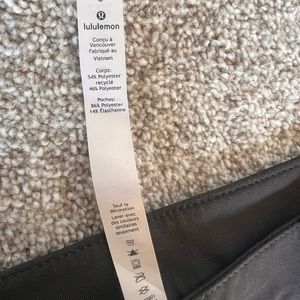 lululemon
Conçu à
Vancouver
Fabriqué au
Vietnam
Corps:
54% Polyester
recyclé
46% Polyester
Poches:
86% Polyester
14% Élasthanne
Sauf la
décoration
Laver avec
des couleurs
similaires
seulement